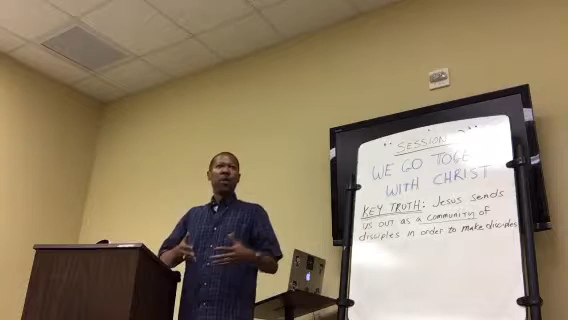 " SESSION
WE GO TOGE
WITH CHRIST
KEY TRUTH: Jesus sends
us out as a community of
disciples in order to make disciples